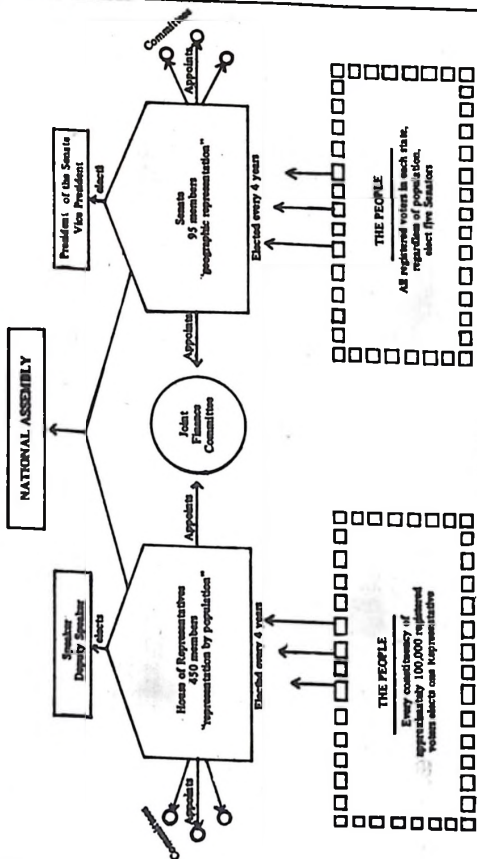 NATIONAL ASSEMBLY
Speaker
Deputy Speaker
elects
President of the Senate
Vice President
elects
House of Representatives
450 members
"representation by population"
Appoints
Committees
Appoints
Joint
Finance
Committee
Appoints
Senate
95 members
"geographic representation"
Appoints
Committees
Elected every 4 years
Elected every 4 years
THE PEOPLE
Every constituency of
approximately 100,000 registered
voters elects one Representative
THE PEOPLE
All registered voters in each state,
regardless of population,
elect five Senators